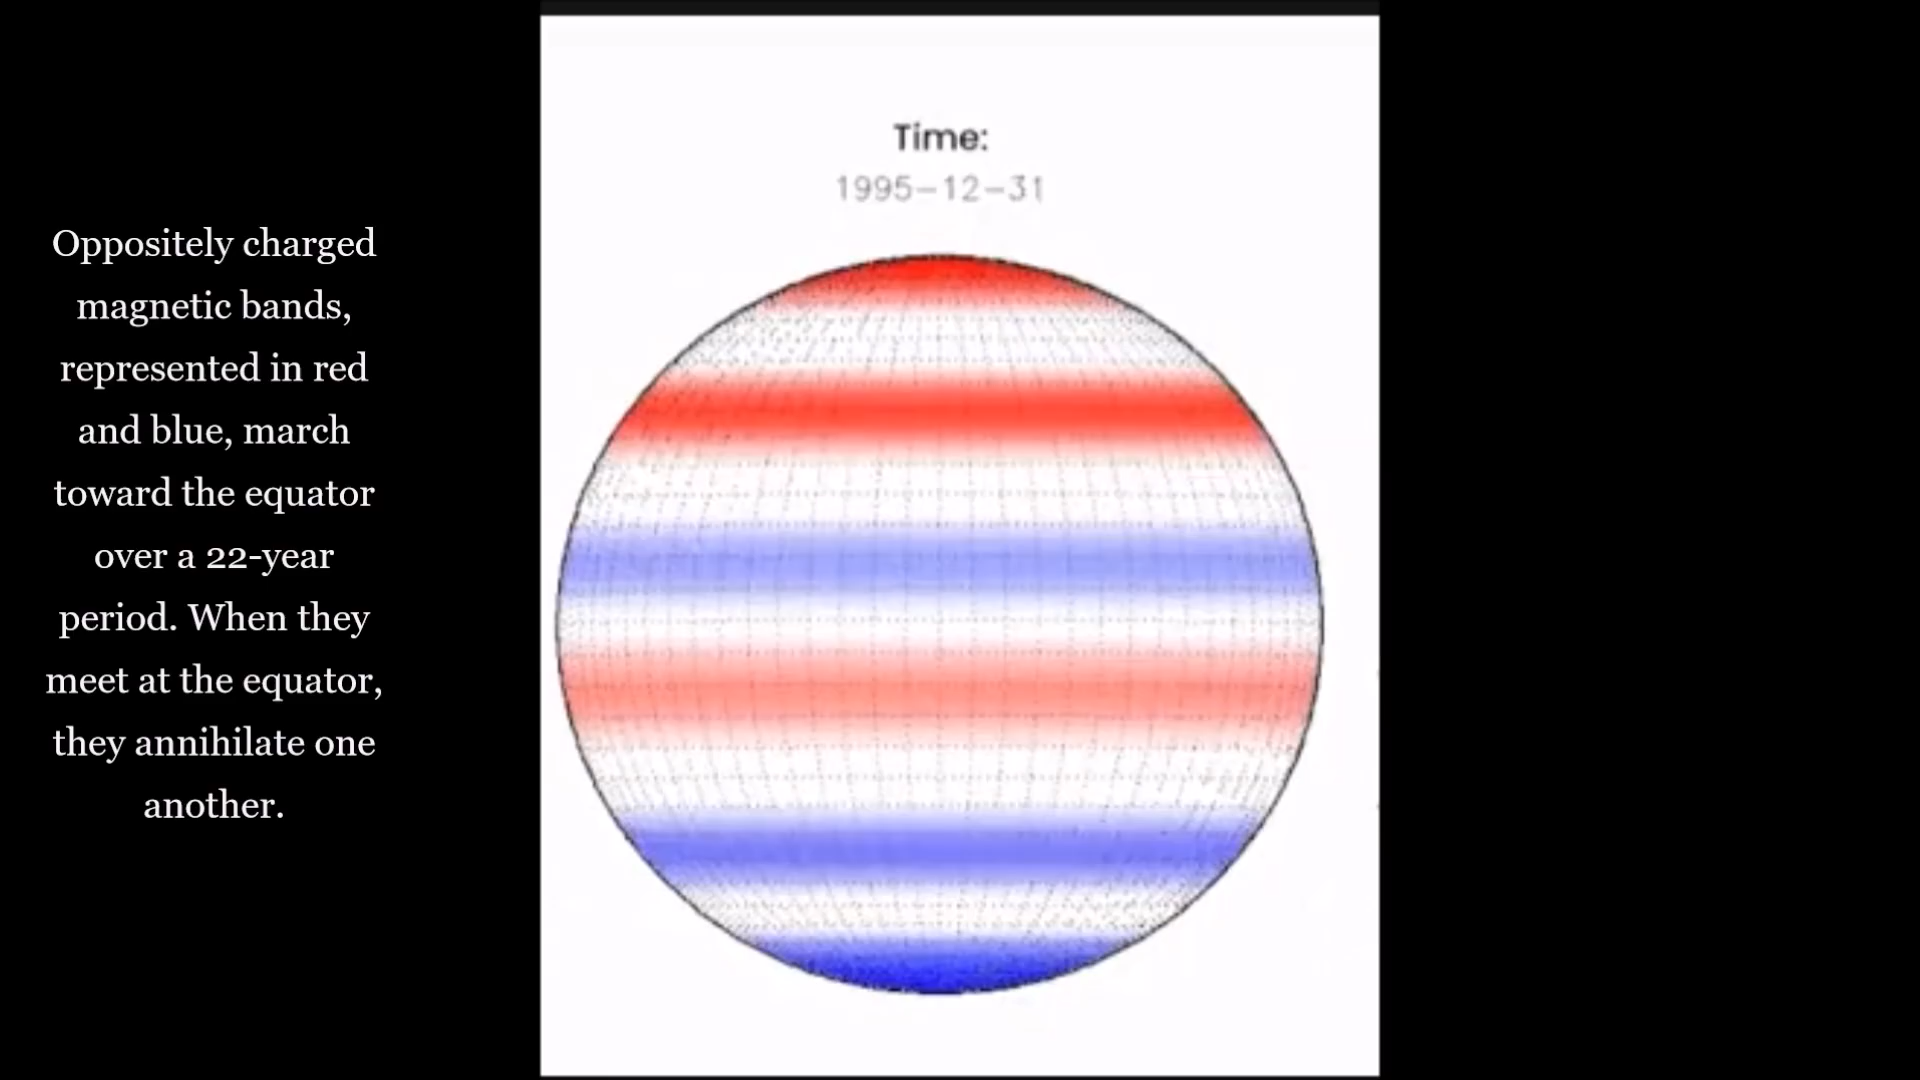 Oppositely charged
magnetic bands,
represented in red
and blue, march
toward the equator
over a 22-year
period. When they
meet at the equator,
they annihilate one
another.
Time:
1995-12-31